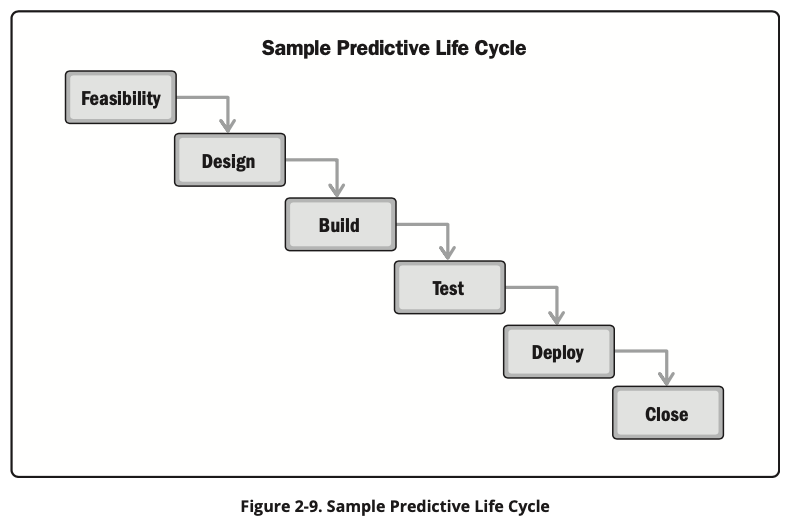 Sample Predictive Life Cycle
Feasibility
Design
Build
Test
Deploy
Close
Figure 2-9. Sample Predictive Life Cycle